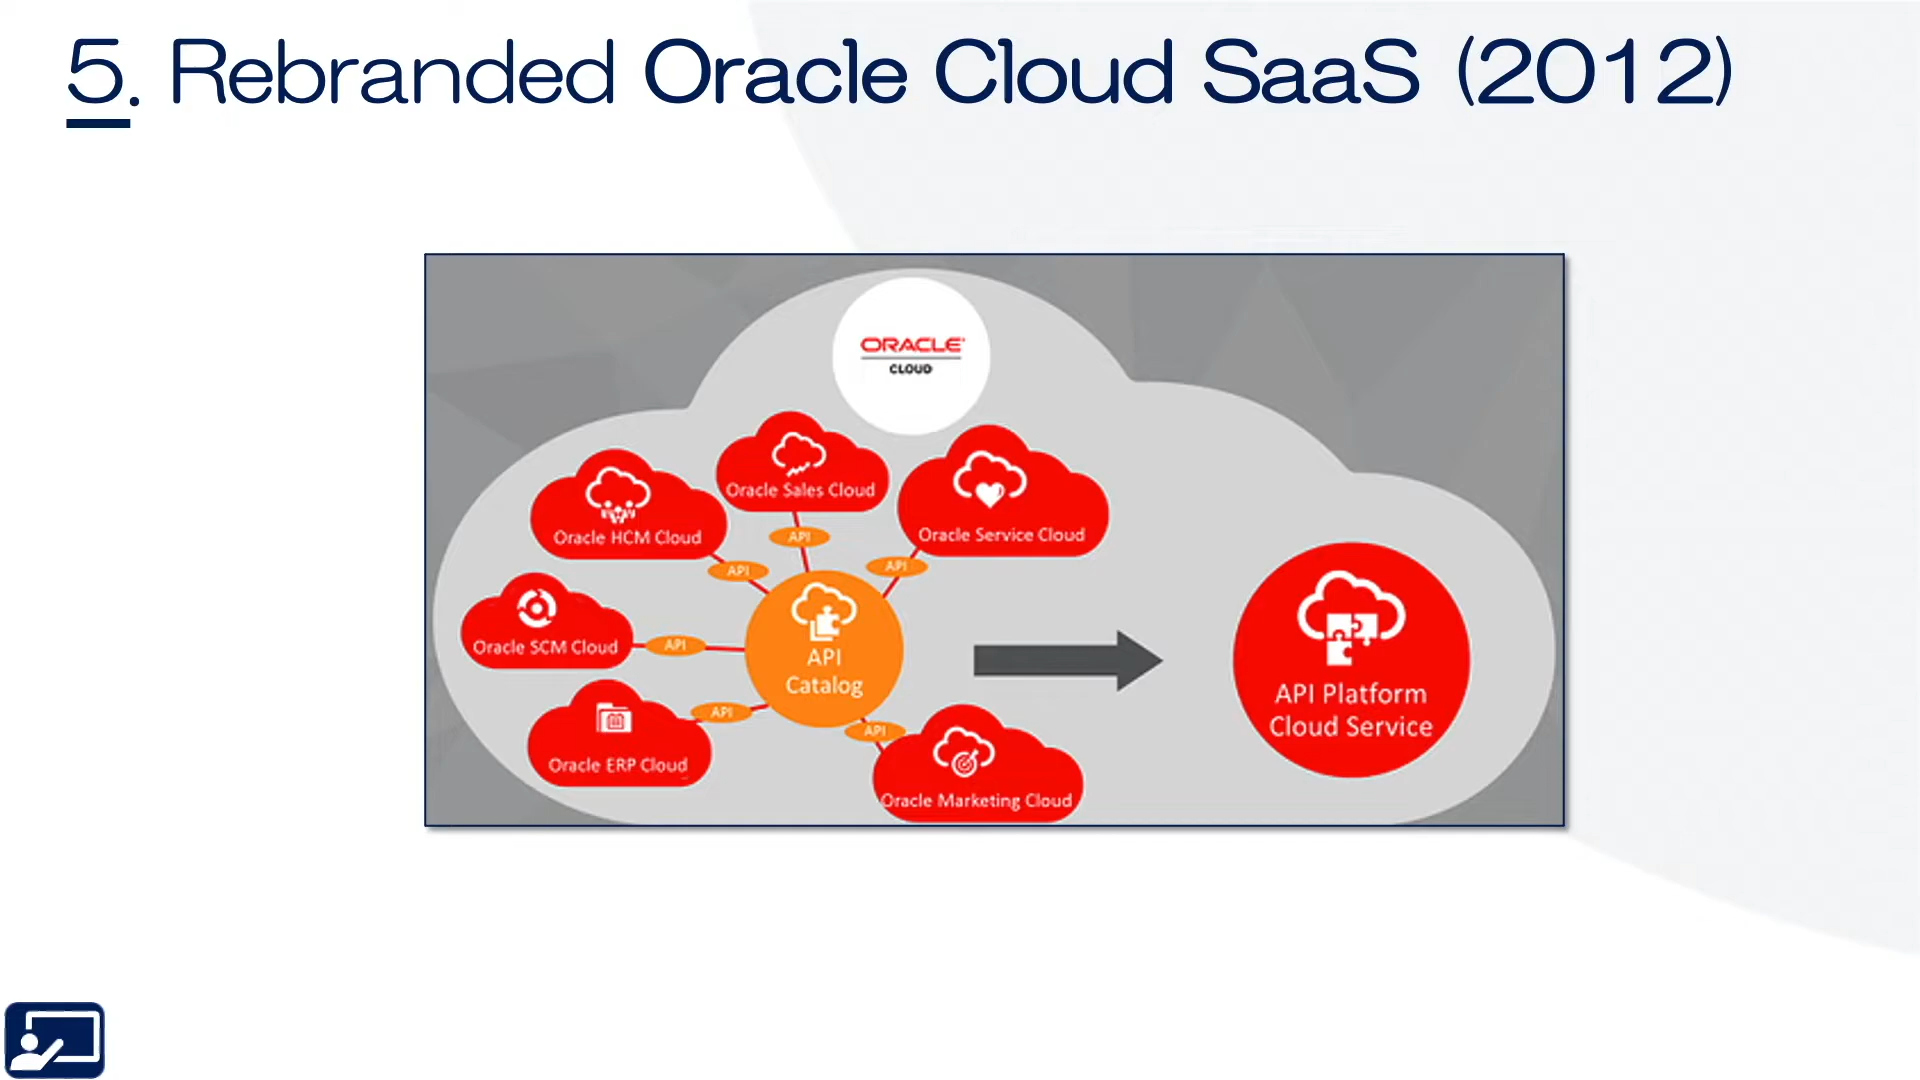 5. Rebranded Oracle Cloud SaaS (2012)
ORACLE
CLOUD
Oracle Sales Cloud
Oracle HCM Cloud
Oracle Service Cloud
API
API
API
Oracle SCM Cloud
API
API
Catalog
API Platform
Cloud Service
API
API
Oracle ERP Cloud
Oracle Marketing Cloud